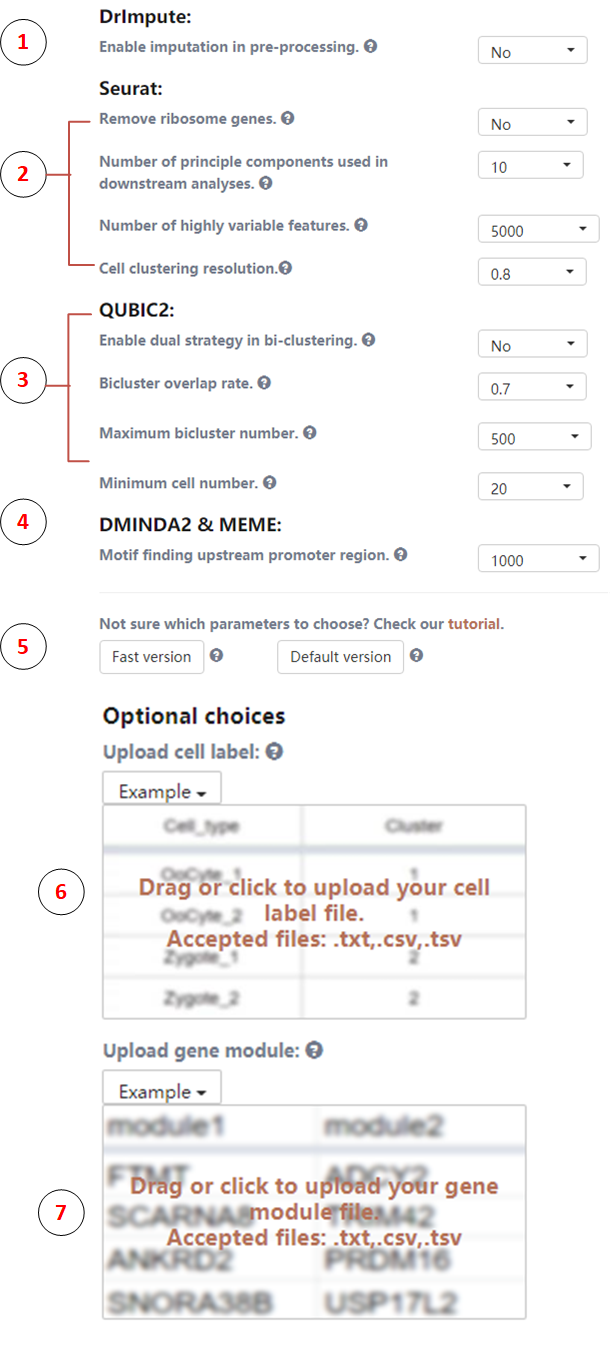 DrImpute:
1
Enable imputation in pre-processing. ?
No
Seurat:
Remove ribosome genes. ?
No
2
Number of principle components used in
downstream analyses. ?
10
Number of highly variable features. ?
5000
Cell clustering resolution. ?
0.8
QUBIC2:
Enable dual strategy in bi-clustering. ?
No
3
Bicluster overlap rate. ?
0.7
Maximum bicluster number. ?
500
Minimum cell number. ?
20
4
DMINDA2 & MEME:
Motif finding upstream promoter region. ?
1000
5
Not sure which parameters to choose? Check our tutorial.
Fast version ? Default version ?
Optional choices
Upload cell label: ?
Example
Cell_type Cluster
OoCyte_1 1
6
Drag or click to upload your cell
label file.
Accepted files: .txt,.csv,.tsv
OoCyte_2 1
Zygote_1 2
Zygote_2 2
Upload gene module: ?
Example
module1 module2
FTMT ADCY2
7
Drag or click to upload your gene
module file.
Accepted files: .txt,.csv,.tsv
SCARNA8 TRIM42
ANKRD2 PRDM16
SNORA38B USP17L2